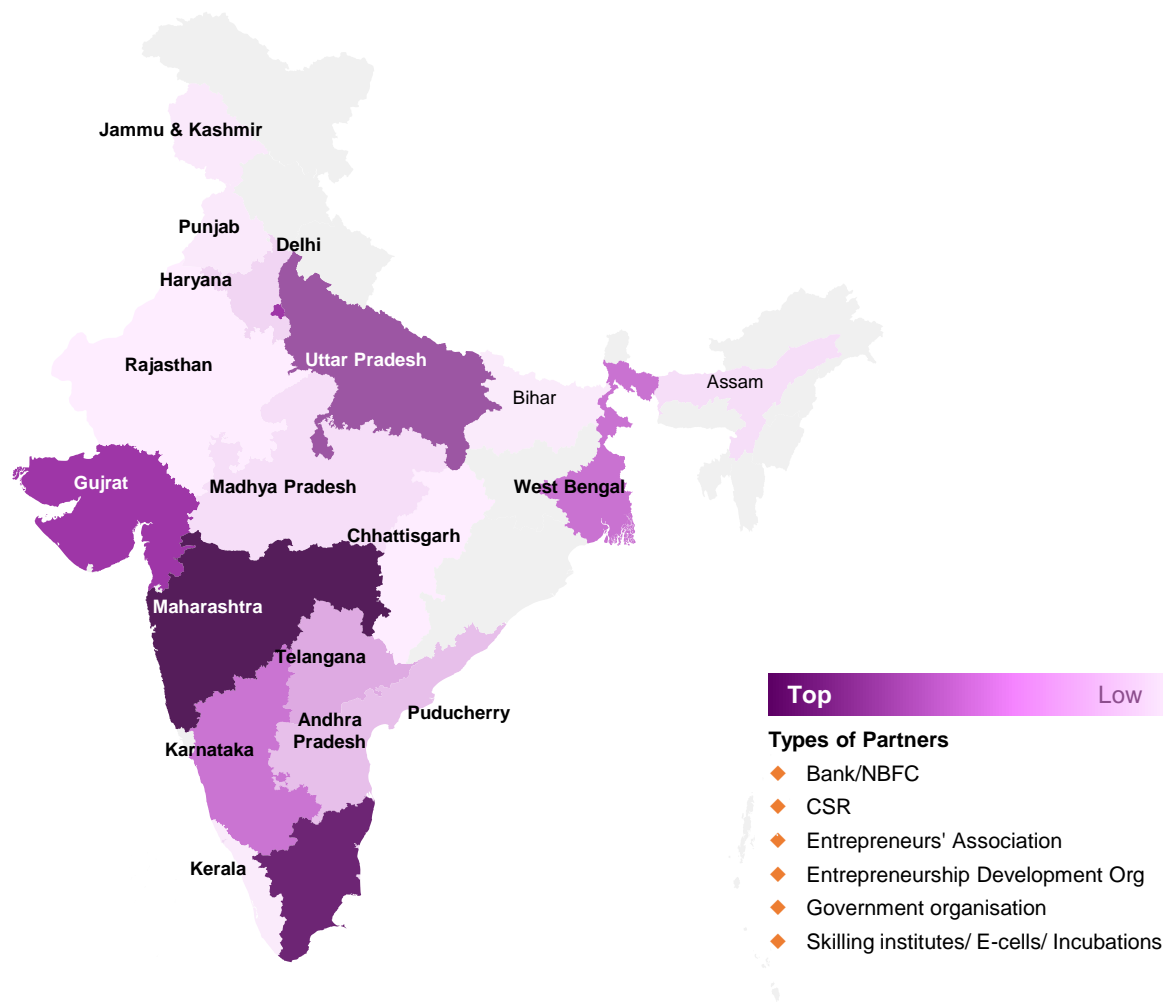 Jammu & Kashmir
Punjab
Delhi
Haryana
Rajasthan
Uttar Pradesh
Bihar
Assam
Gujrat
Madhya Pradesh
West Bengal
Chhattisgarh
Maharashtra
Telangana
Puducherry
Andhra
Pradesh
Karnataka
Kerala
Top
Low
Types of Partners
Bank/NBFC
CSR
Entrepreneurs' Association
Entrepreneurship Development Org
Government organisation
Skilling institutes/ E-cells/ Incubations